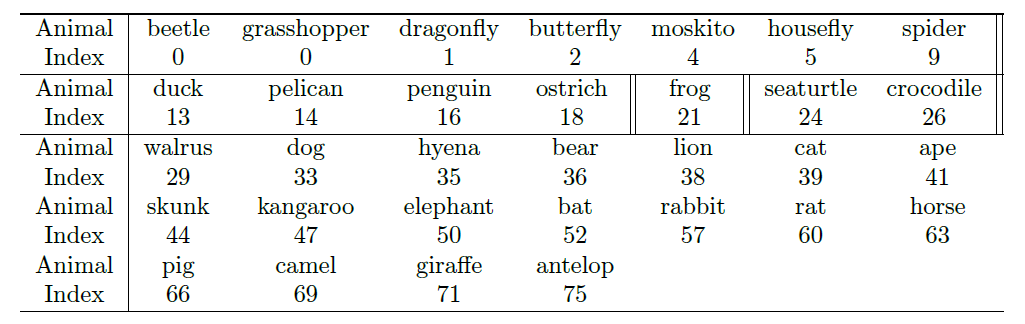 Animal beetle grasshopper dragonfly butterfly moskito housefly spider
Index 0 0 1 2 4 5 9
Animal duck pelican penguin ostrich frog seaturtle crocodile
Index 13 14 16 18 21 24 26
Animal walrus dog hyena bear lion cat ape
Index 29 33 35 36 38 39 41
Animal skunk kangaroo elephant bat rabbit rat horse
Index 44 47 50 52 57 60 63
Animal pig camel giraffe antelop
Index 66 69 71 75